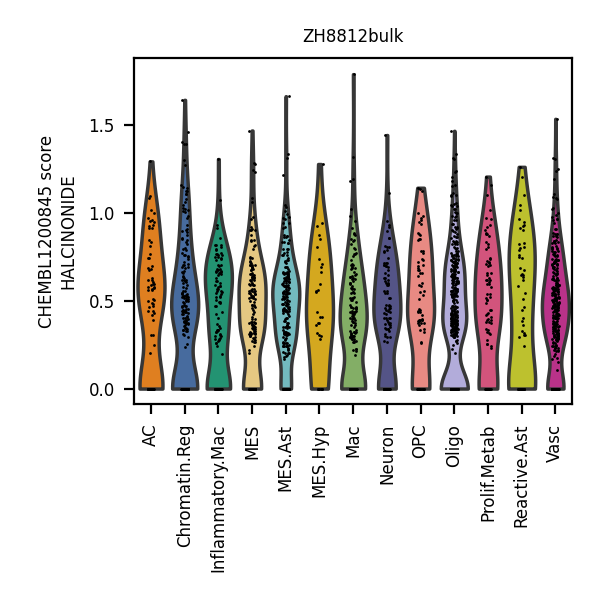 ZH8812bulk
CHEMBL1200845 score
HALCINONIDE
1.5
1.0
0.5
0.0
AC
Chromatin.Reg
Inflammatory.Mac
MES
MES.Ast
MES.Hyp
Mac
Neuron
OPC
Oligo
Prolif.Metab
Reactive.Ast
Vasc